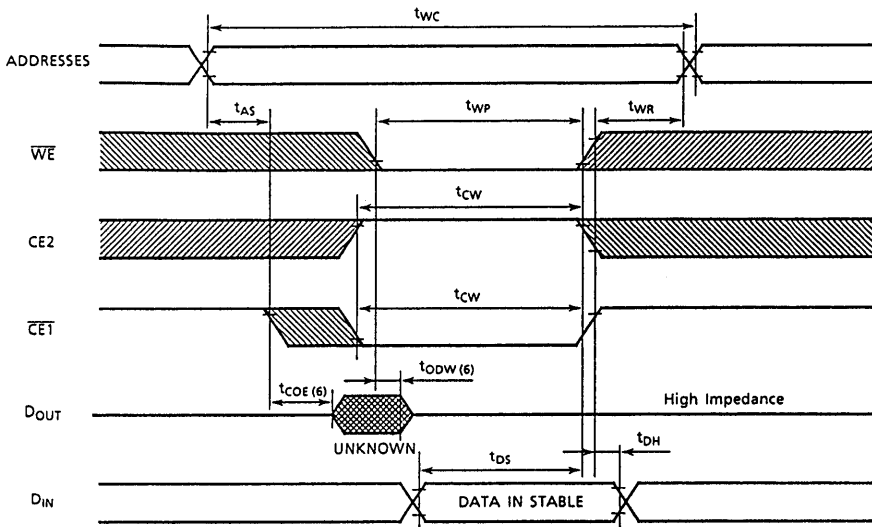 tWC
ADDRESSES
tAS
tWP
tWR
WE
tCW
CE2
tCW
CE1
tODW (6)
tCOE (6)
DOUT
High Impedance
UNKNOWN
tDH
tDS
DIN
DATA IN STABLE